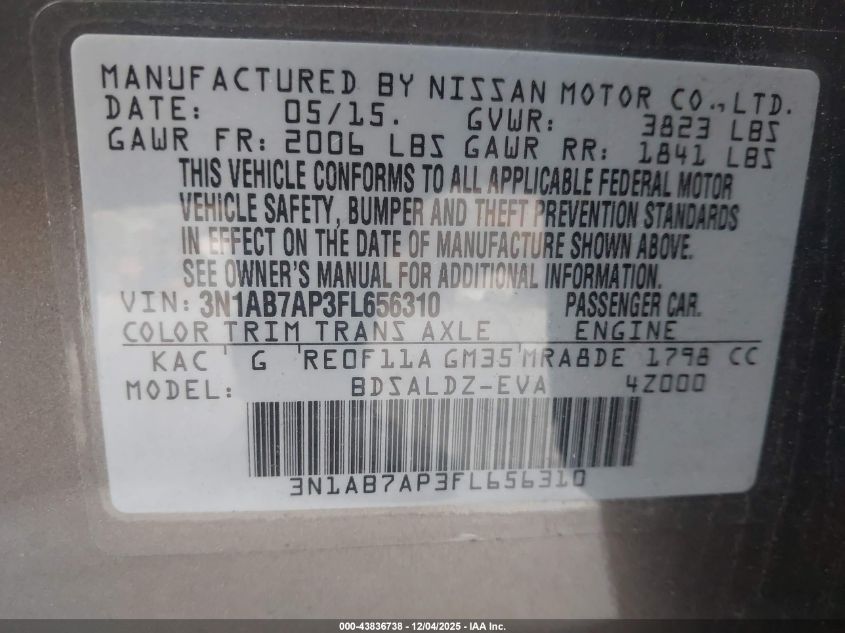 MANUFACTURED BY NISSAN MOTOR CO., LTD.
DATE: 05/15. GVWR: 3823 LBS
GAWR FR: 2006 LBS GAWR RR: 1841 LBS
THIS VEHICLE CONFORMS TO ALL APPLICABLE FEDERAL MOTOR
VEHICLE SAFETY, BUMPER AND THEFT PREVENTION STANDARDS
IN EFFECT ON THE DATE OF MANUFACTURE SHOWN ABOVE.
SEE OWNER'S MANUAL FOR ADDITIONAL INFORMATION.
VIN: 3N1AB7AP3FL656310 PASSENGER CAR.
COLOR TRIM TRANS AXLE ENGINE
KAC G RE0F11A GM35 MRA8DE 1798 CC
MODEL: BDSALDZ-EVA 4Z000
3N1AB7AP3FL656310
000-43836738 - 12/04/2025 - IAA Inc.